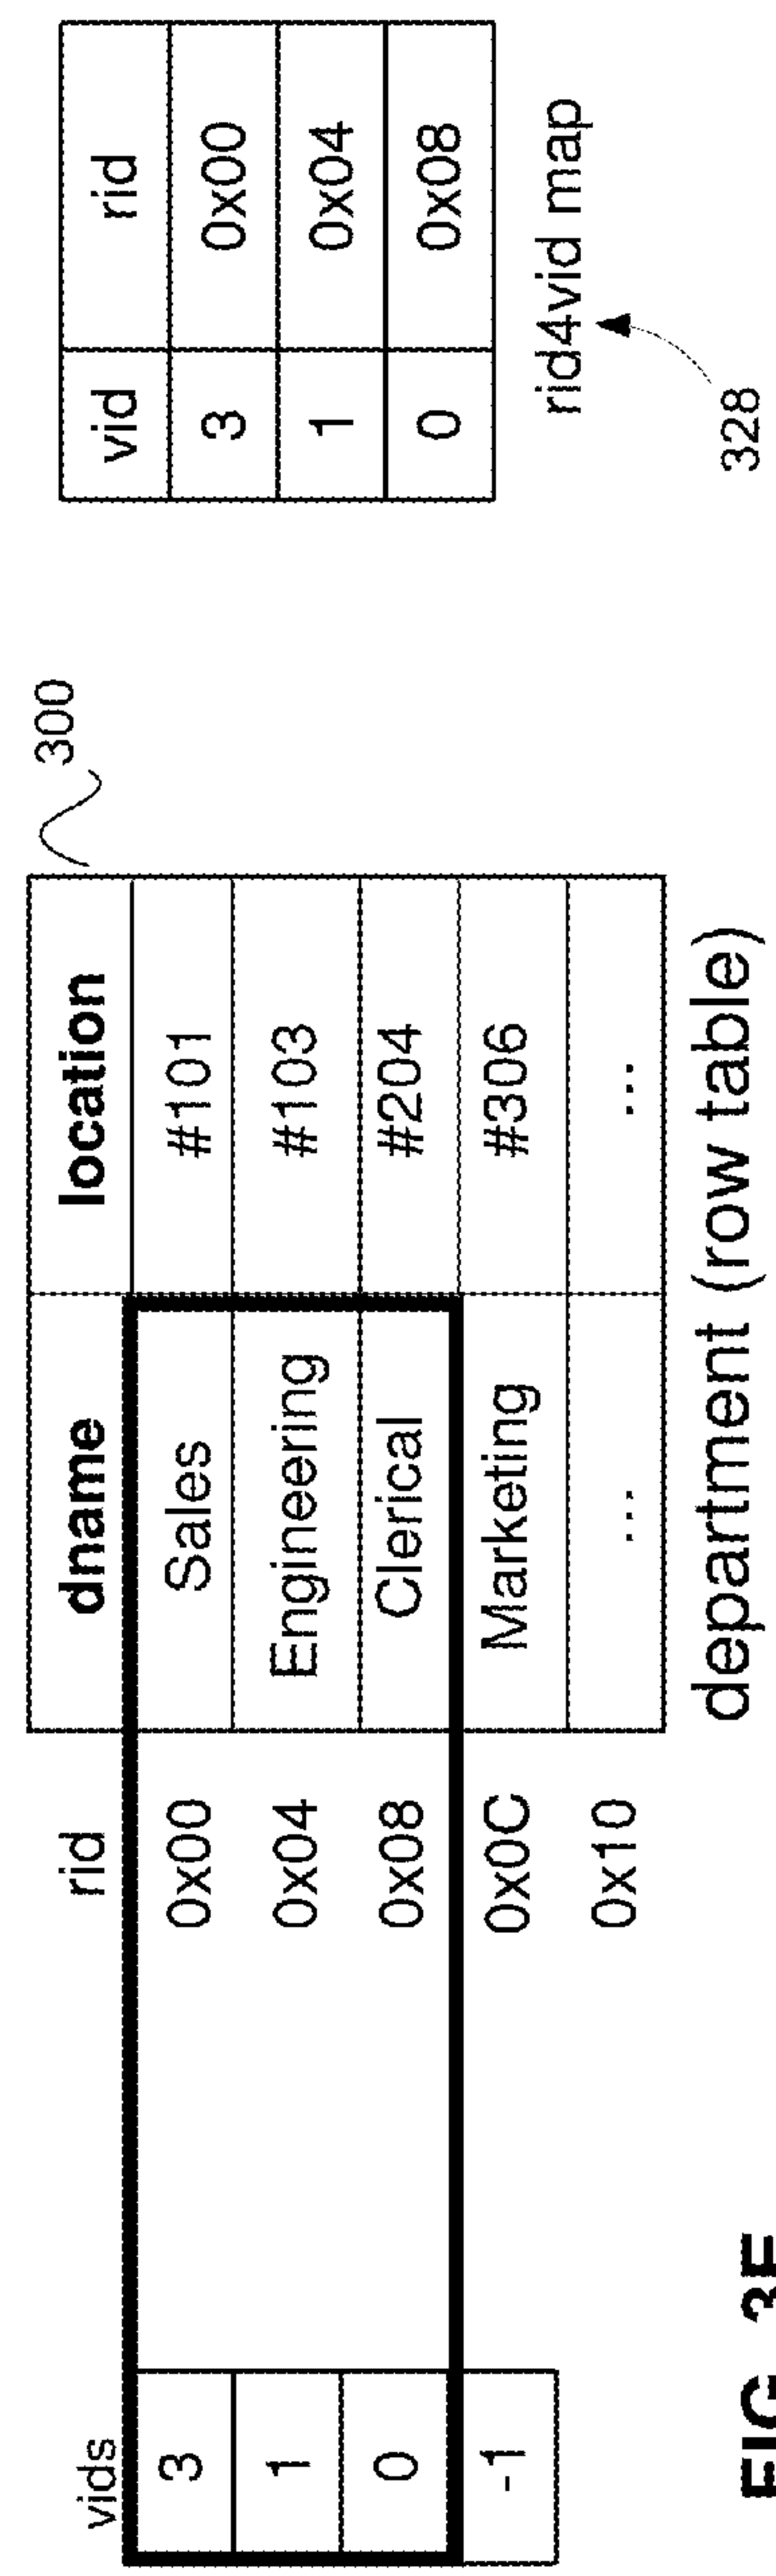 300
vids rid dname location vid rid
3 0x00 Sales #101 3 0x00
1 0x04 Engineering #103 1 0x04
0 0x08 Clerical #204 0 0x08
-1 0x0C Marketing #306
rid4vid map
0x10 ... ...
department (row table)
328
FIG.